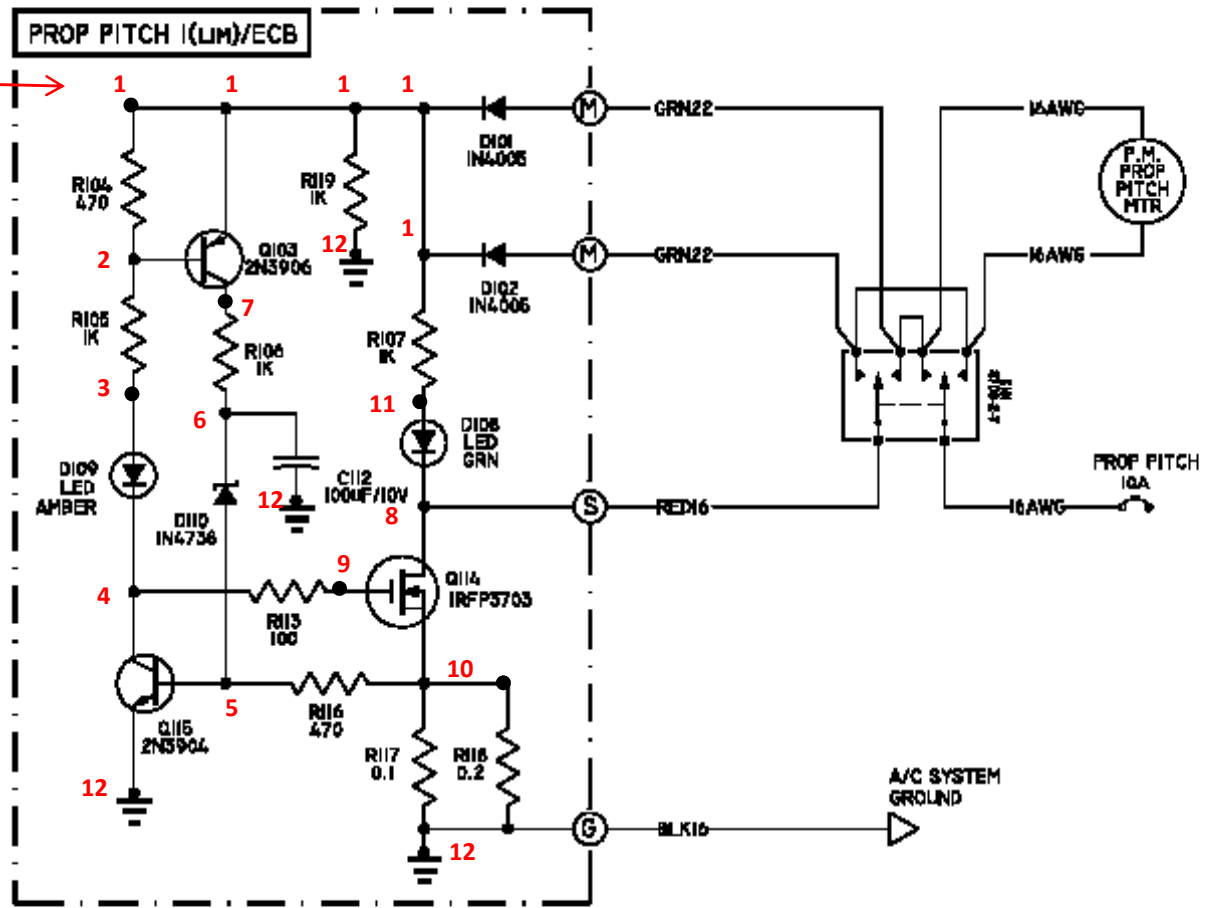 PROP PITCH I(LIM)/ECB
1
1
1
1
M
GRN22
16AWG
D101
1N4005
P.M.
PROP
PITCH
MTR
R104
470
R119
1K
1
12
2
Q103
2N3906
M
GRN22
16AWG
D102
1N4005
7
R105
1K
R106
1K
R107
1K
3
11
6
D108
LED
GRN
D109
LED
AMBER
C112
100UF/10V
12
8
D110
1N4738
S
RED16
16AWG
PROP PITCH
10A
4
9
Q114
IRFP3703
R113
100
10
5
Q115
2N3904
R116
470
R117
0.1
R118
0.2
12
A/C SYSTEM
GROUND
G
BLK16
12